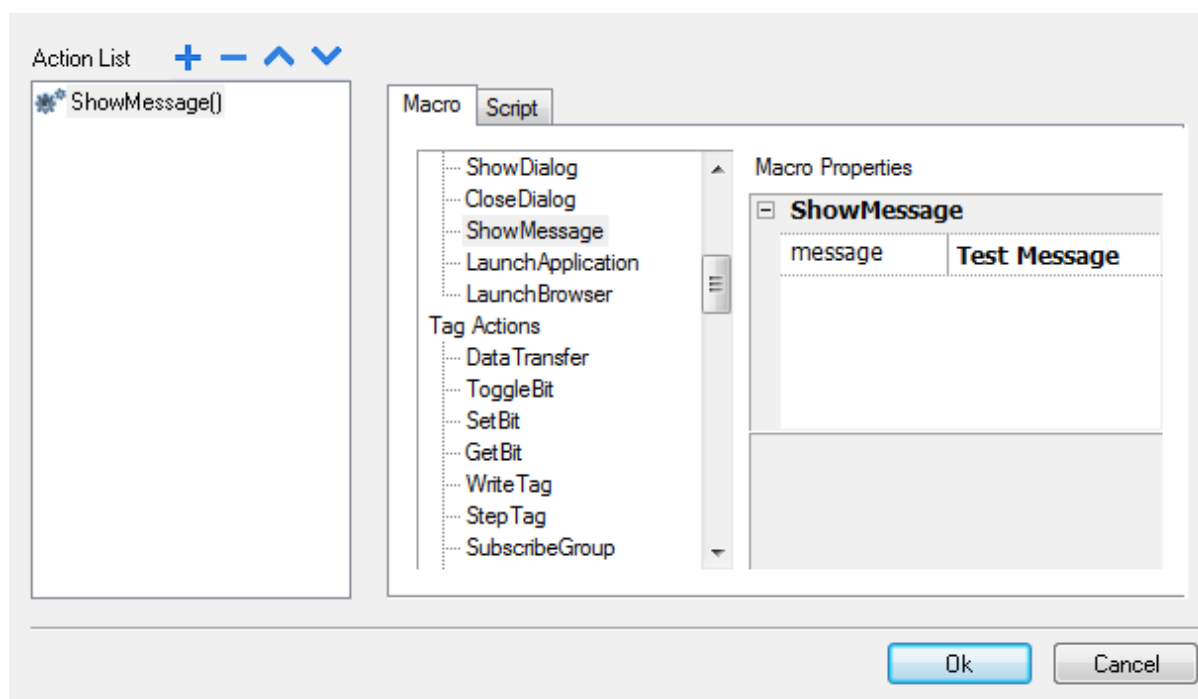 Action List
ShowMessage()
Macro
Script
ShowDialog
CloseDialog
ShowMessage
LaunchApplication
LaunchBrowser
Tag Actions
DataTransfer
ToggleBit
SetBit
GetBit
WriteTag
StepTag
SubscribeGroup
Macro Properties
ShowMessage
message Test Message
Ok
Cancel